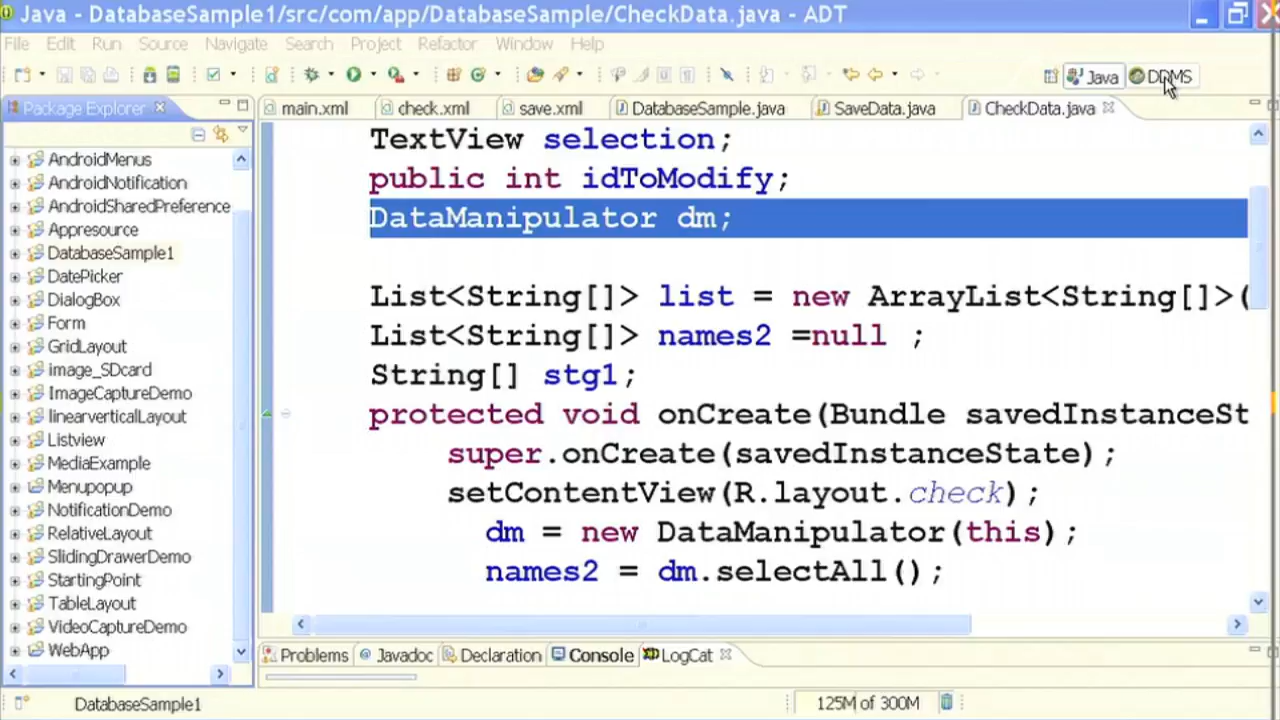 Java - DatabaseSample1/src/com/app/DatabaseSample/CheckData.java - ADT
File Edit Run Source Navigate Search Project Refactor Window Help
Java DDMS
Package Explorer
main.xml check.xml save.xml DatabaseSample.java SaveData.java CheckData.java
AndroidMenus
AndroidNotification
AndroidSharedPreference
Appresource
DatabaseSample1
DatePicker
DialogBox
Form
GridLayout
image_SDcard
ImageCaptureDemo
linearverticalLayout
Listview
MediaExample
Menupopup
NotificationDemo
RelativeLayout
SlidingDrawerDemo
StartingPoint
TableLayout
VideoCaptureDemo
WebApp
TextView selection;
public int idToModify;
DataManipulator dm;
List<String[]> list = new ArrayList<String[]>(
List<String[]> names2 =null ;
String[] stg1;
protected void onCreate(Bundle savedInstanceSt
super.onCreate(savedInstanceState);
setContentView(R.layout.check);
dm = new DataManipulator(this);
names2 = dm.selectAll();
Problems Javadoc Declaration Console LogCat
DatabaseSample1
125M of 300M